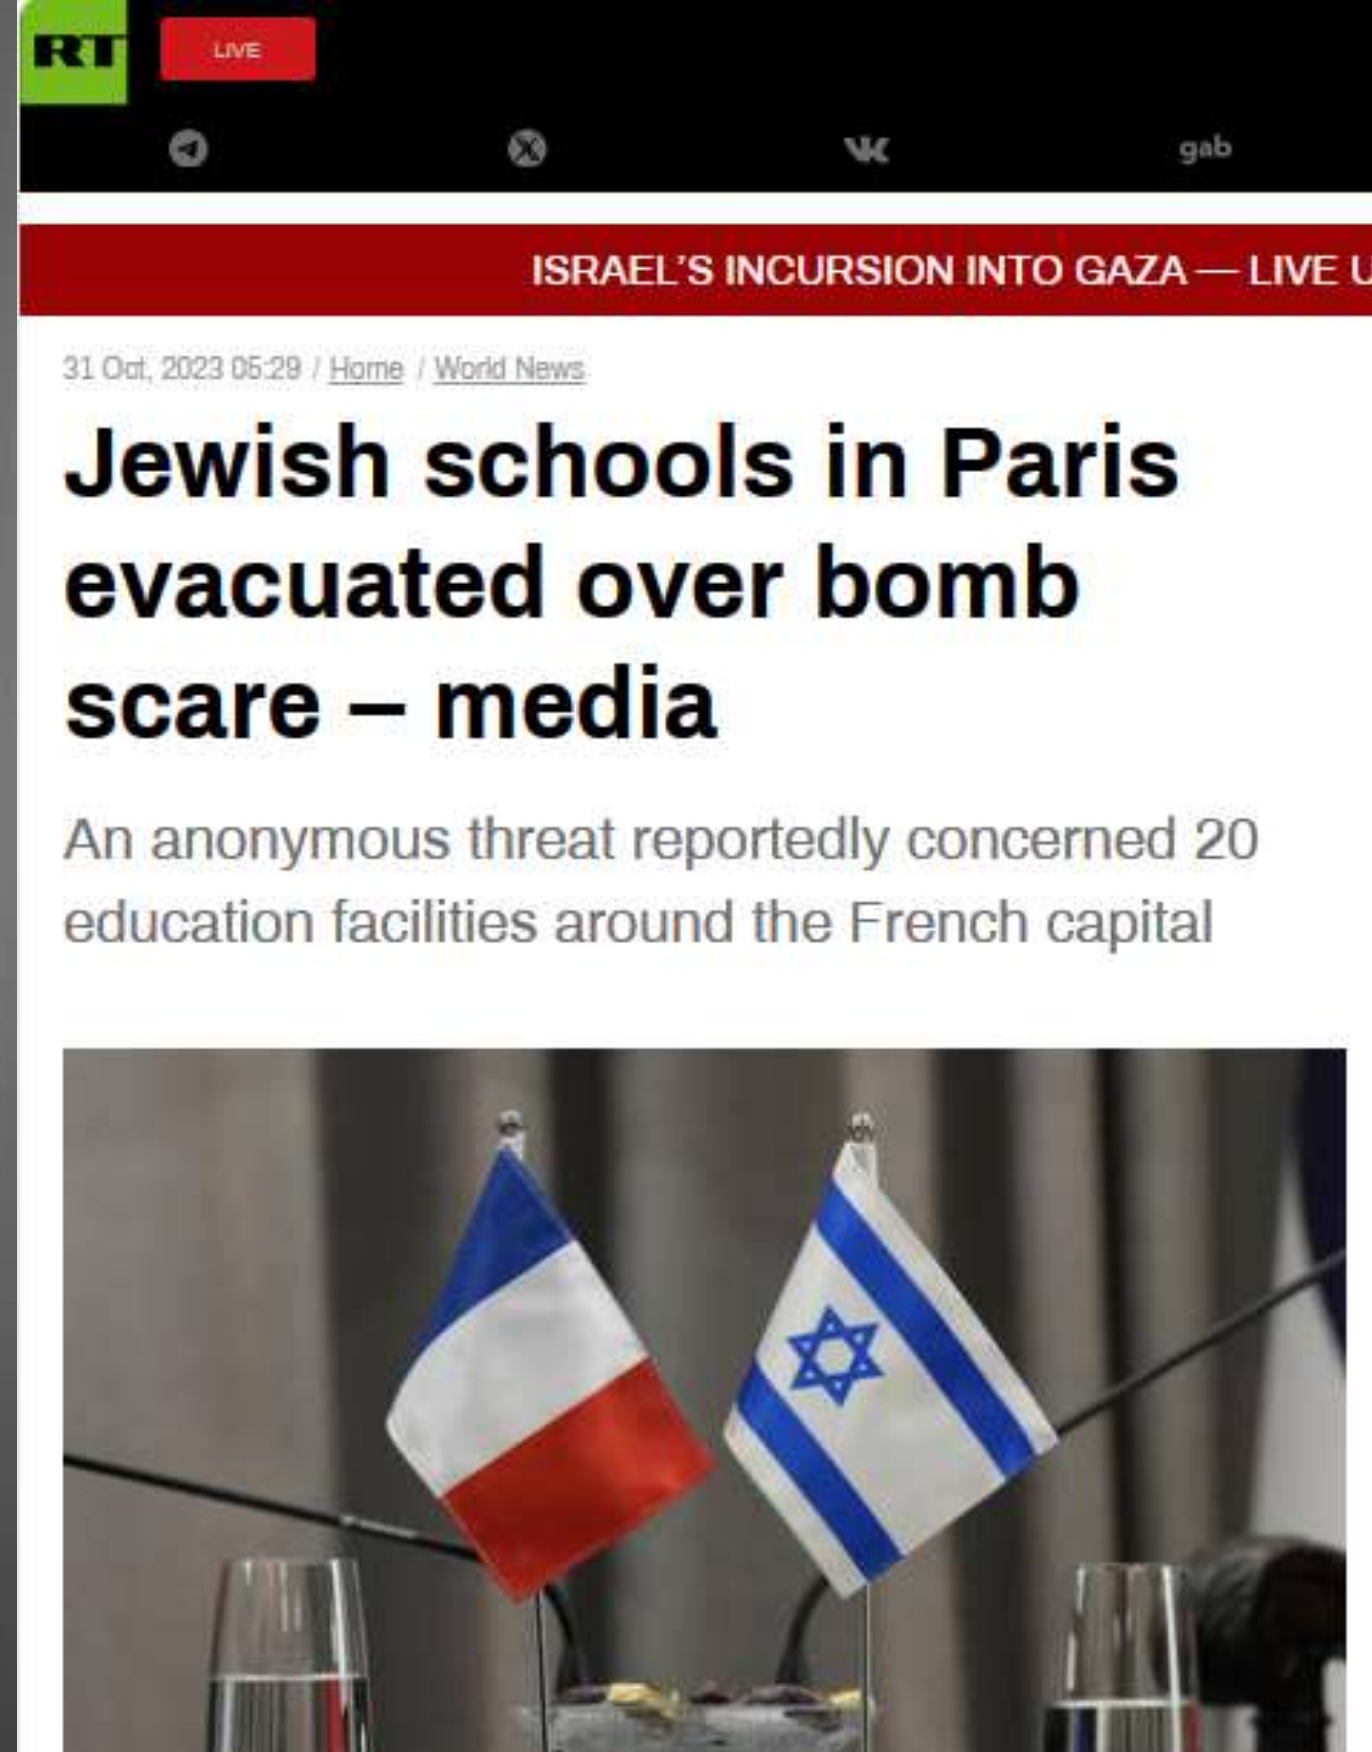 RT
LIVE
gab
ISRAEL'S INCURSION INTO GAZA — LIVE U
31 Oct, 2023 05:29 / Home / World News
Jewish schools in Paris
evacuated over bomb
scare – media
An anonymous threat reportedly concerned 20
education facilities around the French capital